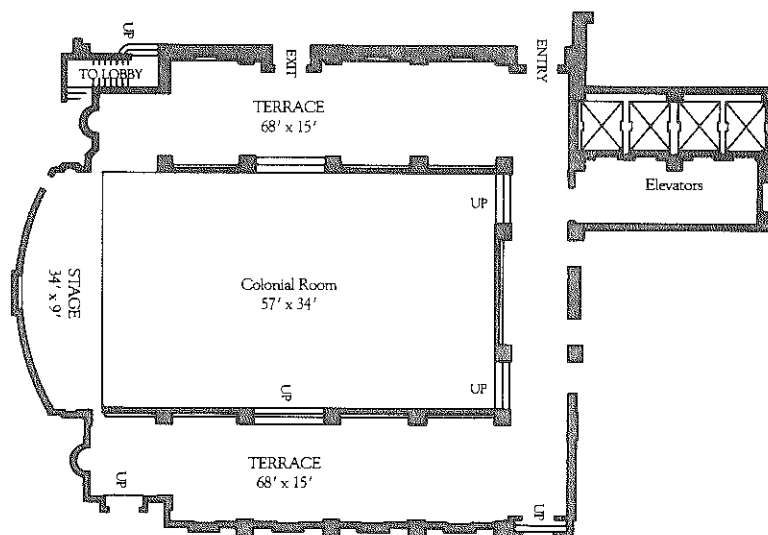 UP
EXIT
ENTRY
TO LOBBY
TERRACE
68' x 15'
Elevators
UP
STAGE
34' x 9'
Colonial Room
57' x 34'
UP
UP
TERRACE
68' x 15'
UP
UP